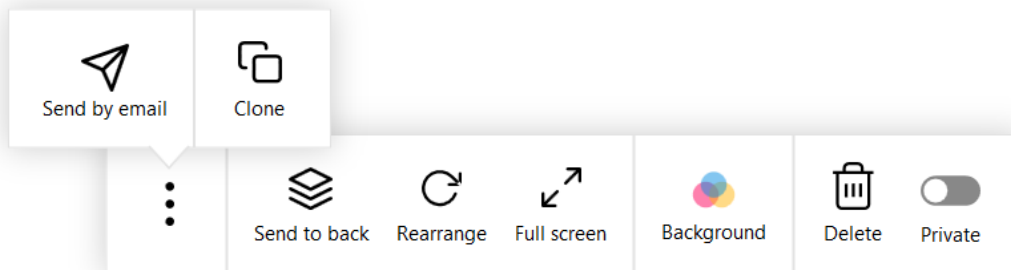 Send by email
Clone
Send to back
Rearrange
Full screen
Background
Delete
Private